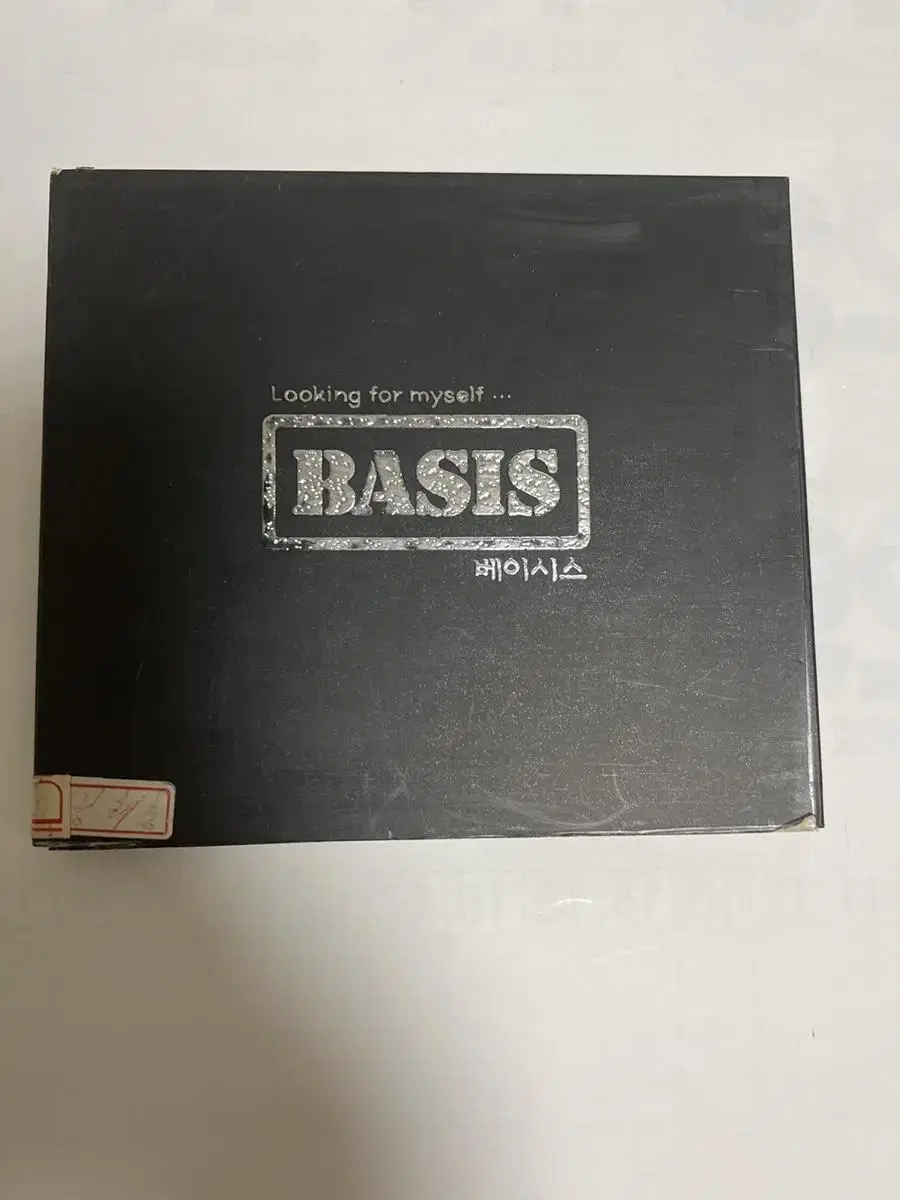 Looking for myself ...
BASIS
베이시스